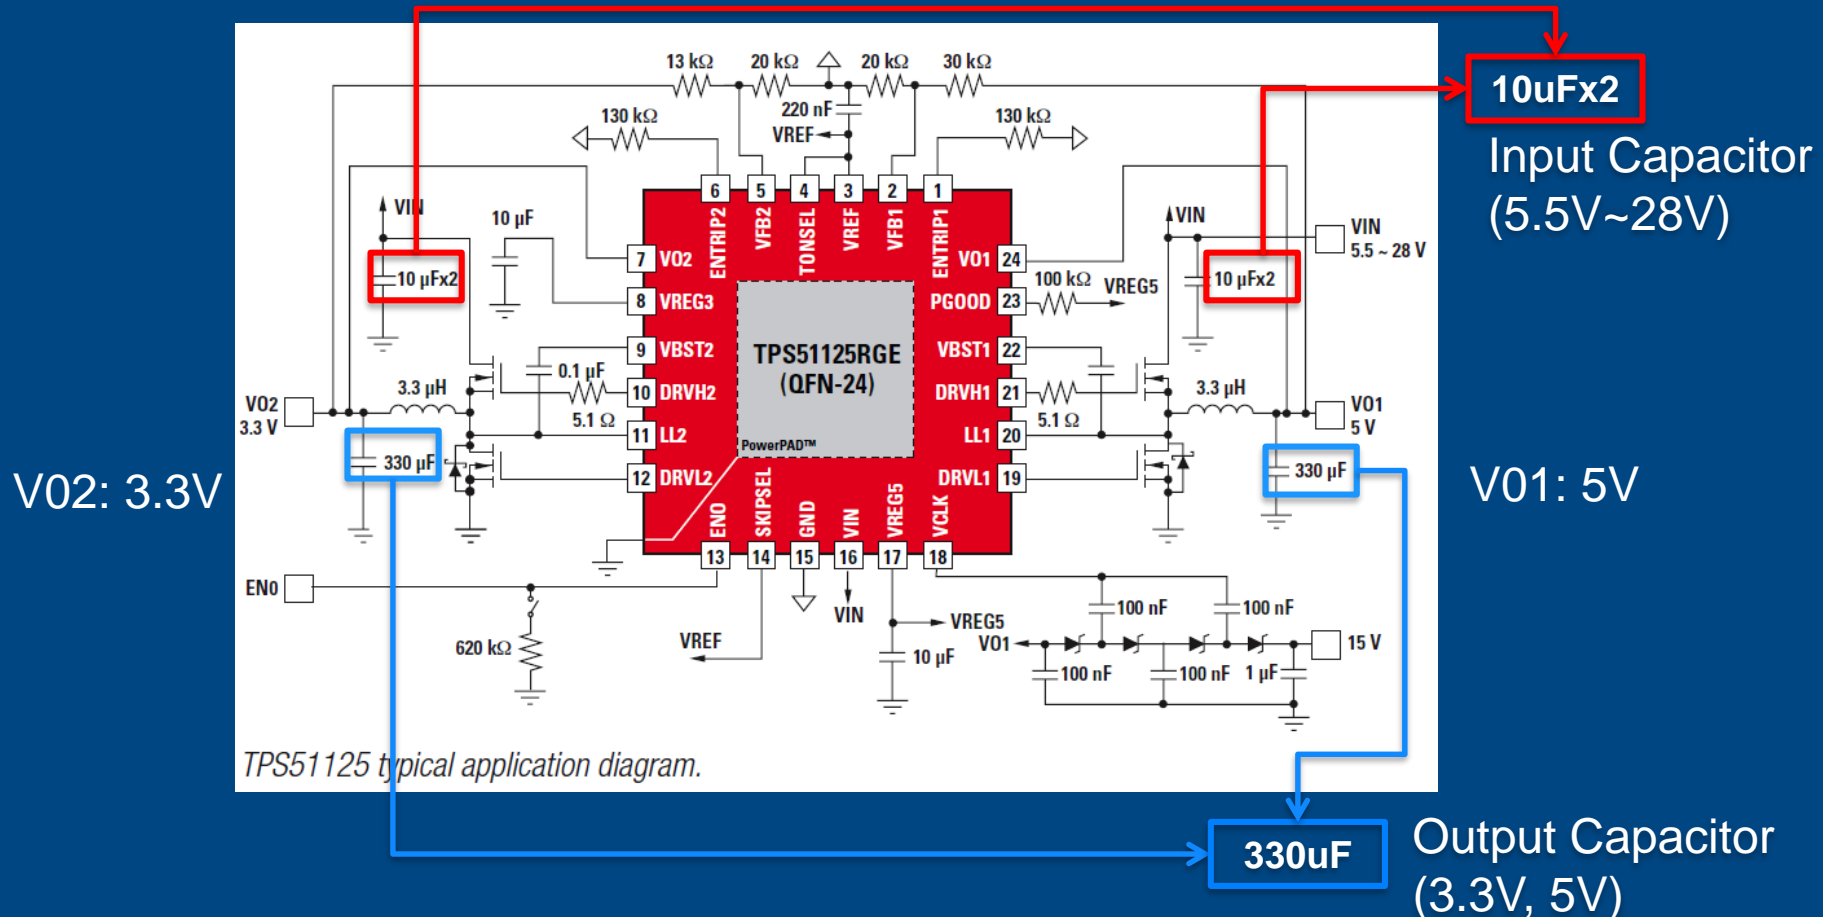 13 kΩ
20 kΩ
20 kΩ
30 kΩ
10uFx2
Input Capacitor
(5.5V~28V)
220 nF
130 kΩ
VREF
130 kΩ
6
5
4
3
2
1
ENTRIP2
VFB2
TONSEL
VREF
VFB1
ENTRIP1
VIN
10 µF
VIN
VIN
5.5 ~ 28 V
7
VO2
VO1
24
10 µFx2
100 kΩ
VREG5
10 µFx2
8
VREG3
PGOOD
23
9
VBST2
TPS51125RGE
(QFN-24)
VBST1
22
0.1 µF
3.3 µH
10
DRVH2
DRVH1
21
3.3 µH
VO2
3.3 V
5.1 Ω
5.1 Ω
VO1
5 V
11
LL2
LL1
20
PowerPAD™
330 µF
12
DRVL2
DRVL1
19
330 µF
V02: 3.3V
V01: 5V
EN0
SKIPSEL
GND
VIN
VREG5
VCLK
13
14
15
16
17
18
EN0
VIN
VREG5
100 nF
100 nF
620 kΩ
VREF
VO1
15 V
10 µF
100 nF
100 nF
1 µF
TPS51125 typical application diagram.
330uF
Output Capacitor
(3.3V, 5V)